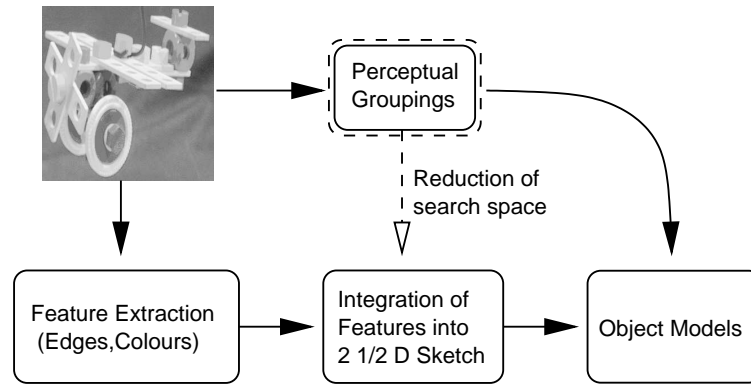 Perceptual
Groupings
Reduction of
search space
Feature Extraction
(Edges,Colours)
Integration of
Features into
2 1/2 D Sketch
Object Models